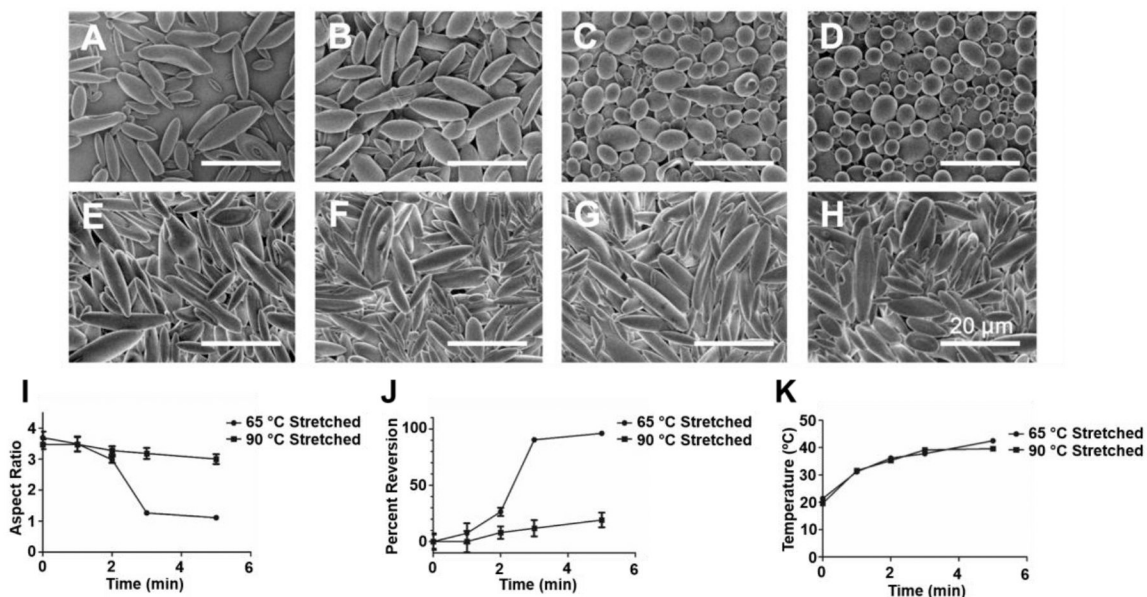 A
B
C
D
E
F
G
H
20 µm
I
65 °C Stretched
90 °C Stretched
4
3
2
1
0
Aspect Ratio
0
2
4
6
Time (min)
J
65 °C Stretched
90 °C Stretched
100
50
0
Percent Reversion
0
2
4
6
Time (min)
K
65 °C Stretched
90 °C Stretched
50
40
30
20
10
0
Temperature (°C)
0
2
4
6
Time (min)